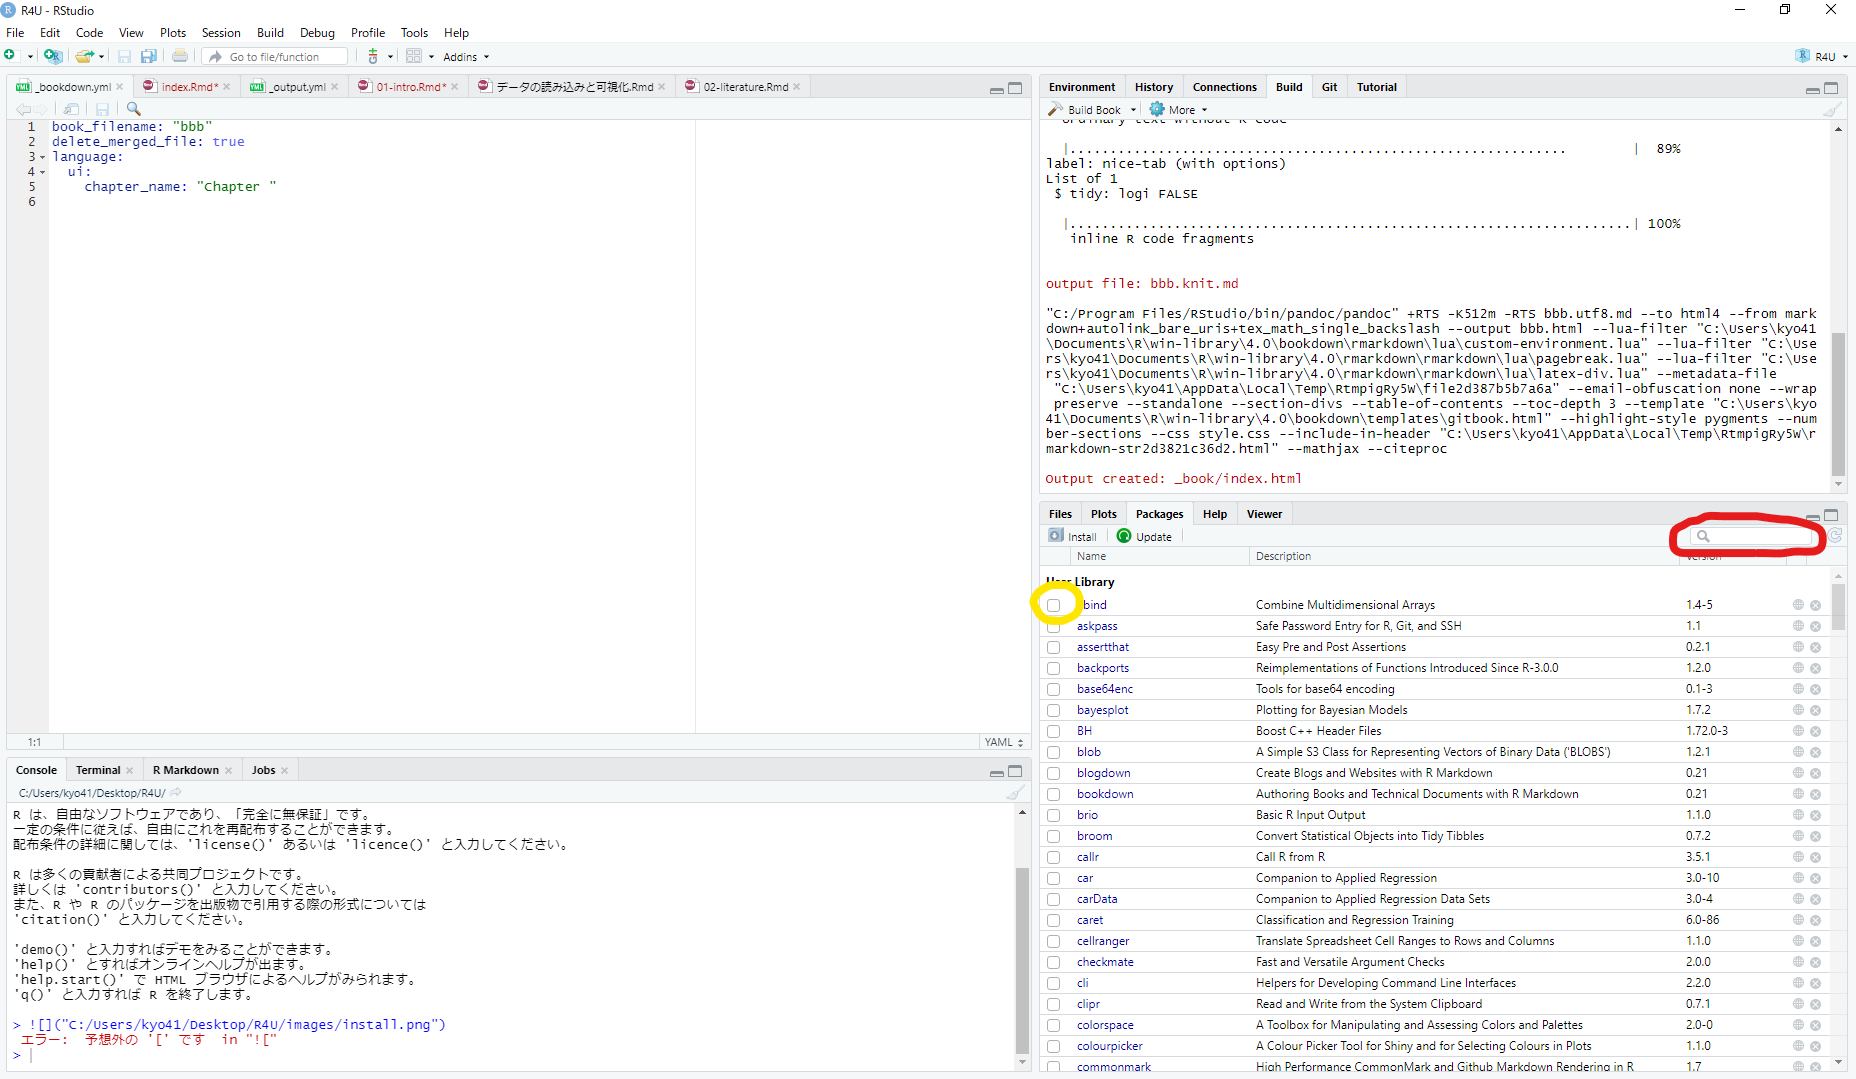 R4U - RStudio
File Edit Code View Plots Session Build Debug Profile Tools Help
Go to file/function Addins R4U
_bookdown.yml index.Rmd* _output.yml 01-intro.Rmd* データの読み込みと可視化.Rmd 02-literature.Rmd
1 book_filename: "bbb"
2 delete_merged_file: true
3 language:
4 ui:
5 chapter_name: "Chapter "
6
1:1 YAML
Console Terminal R Markdown Jobs
C:/Users/kyo41/Desktop/R4U/
R は、自由なソフトウェアであり、「完全に無保証」です。
一定の条件に従えば、自由にこれを再配布することができます。
配布条件の詳細に関しては、'license()' あるいは 'licence()' と入力してください。
R は多くの貢献者による共同プロジェクトです。
詳しくは 'contributors()' と入力してください。
また、R や R のパッケージを出版物で引用する際の形式については
'citation()' と入力してください。
'demo()' と入力すればデモをみることができます。
'help()' とすればオンラインヘルプが出ます。
'help.start()' で HTML ブラウザによるヘルプがみられます。
'q()' と入力すれば R を終了します。
> ![]("C:/Users/kyo41/Desktop/R4U/images/install.png")
エラー: 予想外の '[' です in "!["
>
Environment History Connections Build Git Tutorial
Build Book More
ordinary text without R code
|.............................................................. | 89%
label: nice-tab (with options)
List of 1
$ tidy: logi FALSE
|......................................................................| 100%
inline R code fragments
output file: bbb.knit.md
"C:/Program Files/RStudio/bin/pandoc/pandoc" +RTS -K512m -RTS bbb.utf8.md --to html4 --from mark
down+autolink_bare_uris+tex_math_single_backslash --output bbb.html --lua-filter "C:\Users\kyo41
\Documents\R\win-library\4.0\bookdown\rmarkdown\lua\custom-environment.lua" --lua-filter "C:\Use
rs\kyo41\Documents\R\win-library\4.0\rmarkdown\rmarkdown\lua\pagebreak.lua" --lua-filter "C:\Use
rs\kyo41\Documents\R\win-library\4.0\rmarkdown\rmarkdown\lua\latex-div.lua" --metadata-file
"C:\Users\kyo41\AppData\Local\Temp\RtmpigRy5W\file2d387b5b7a6a" --email-obfuscation none --wrap
preserve --standalone --section-divs --table-of-contents --toc-depth 3 --template "C:\Users\kyo
41\Documents\R\win-library\4.0\bookdown\templates\gitbook.html" --highlight-style pygments --num
ber-sections --css style.css --include-in-header "C:\Users\kyo41\AppData\Local\Temp\RtmpigRy5W\r
markdown-str2d3821c36d2.html" --mathjax --citeproc
Output created: _book/index.html
Files Plots Packages Help Viewer
Install Update
Name Description Version
User Library
bind Combine Multidimensional Arrays 1.4-5
askpass Safe Password Entry for R, Git, and SSH 1.1
assertthat Easy Pre and Post Assertions 0.2.1
backports Reimplementations of Functions Introduced Since R-3.0.0 1.2.0
base64enc Tools for base64 encoding 0.1-3
bayesplot Plotting for Bayesian Models 1.7.2
BH Boost C++ Header Files 1.72.0-3
blob A Simple S3 Class for Representing Vectors of Binary Data ('BLOBS') 1.2.1
blogdown Create Blogs and Websites with R Markdown 0.21
bookdown Authoring Books and Technical Documents with R Markdown 0.21
brio Basic R Input Output 1.1.0
broom Convert Statistical Objects into Tidy Tibbles 0.7.2
callr Call R from R 3.5.1
car Companion to Applied Regression 3.0-10
carData Companion to Applied Regression Data Sets 3.0-4
caret Classification and Regression Training 6.0-86
cellranger Translate Spreadsheet Cell Ranges to Rows and Columns 1.1.0
checkmate Fast and Versatile Argument Checks 2.0.0
cli Helpers for Developing Command Line Interfaces 2.2.0
clipr Read and Write from the System Clipboard 0.7.1
colorspace A Toolbox for Manipulating and Assessing Colors and Palettes 2.0-0
colourpicker A Colour Picker Tool for Shiny and for Selecting Colours in Plots 1.1.0
commonmark High Performance CommonMark and Github Markdown Rendering in R 1.7